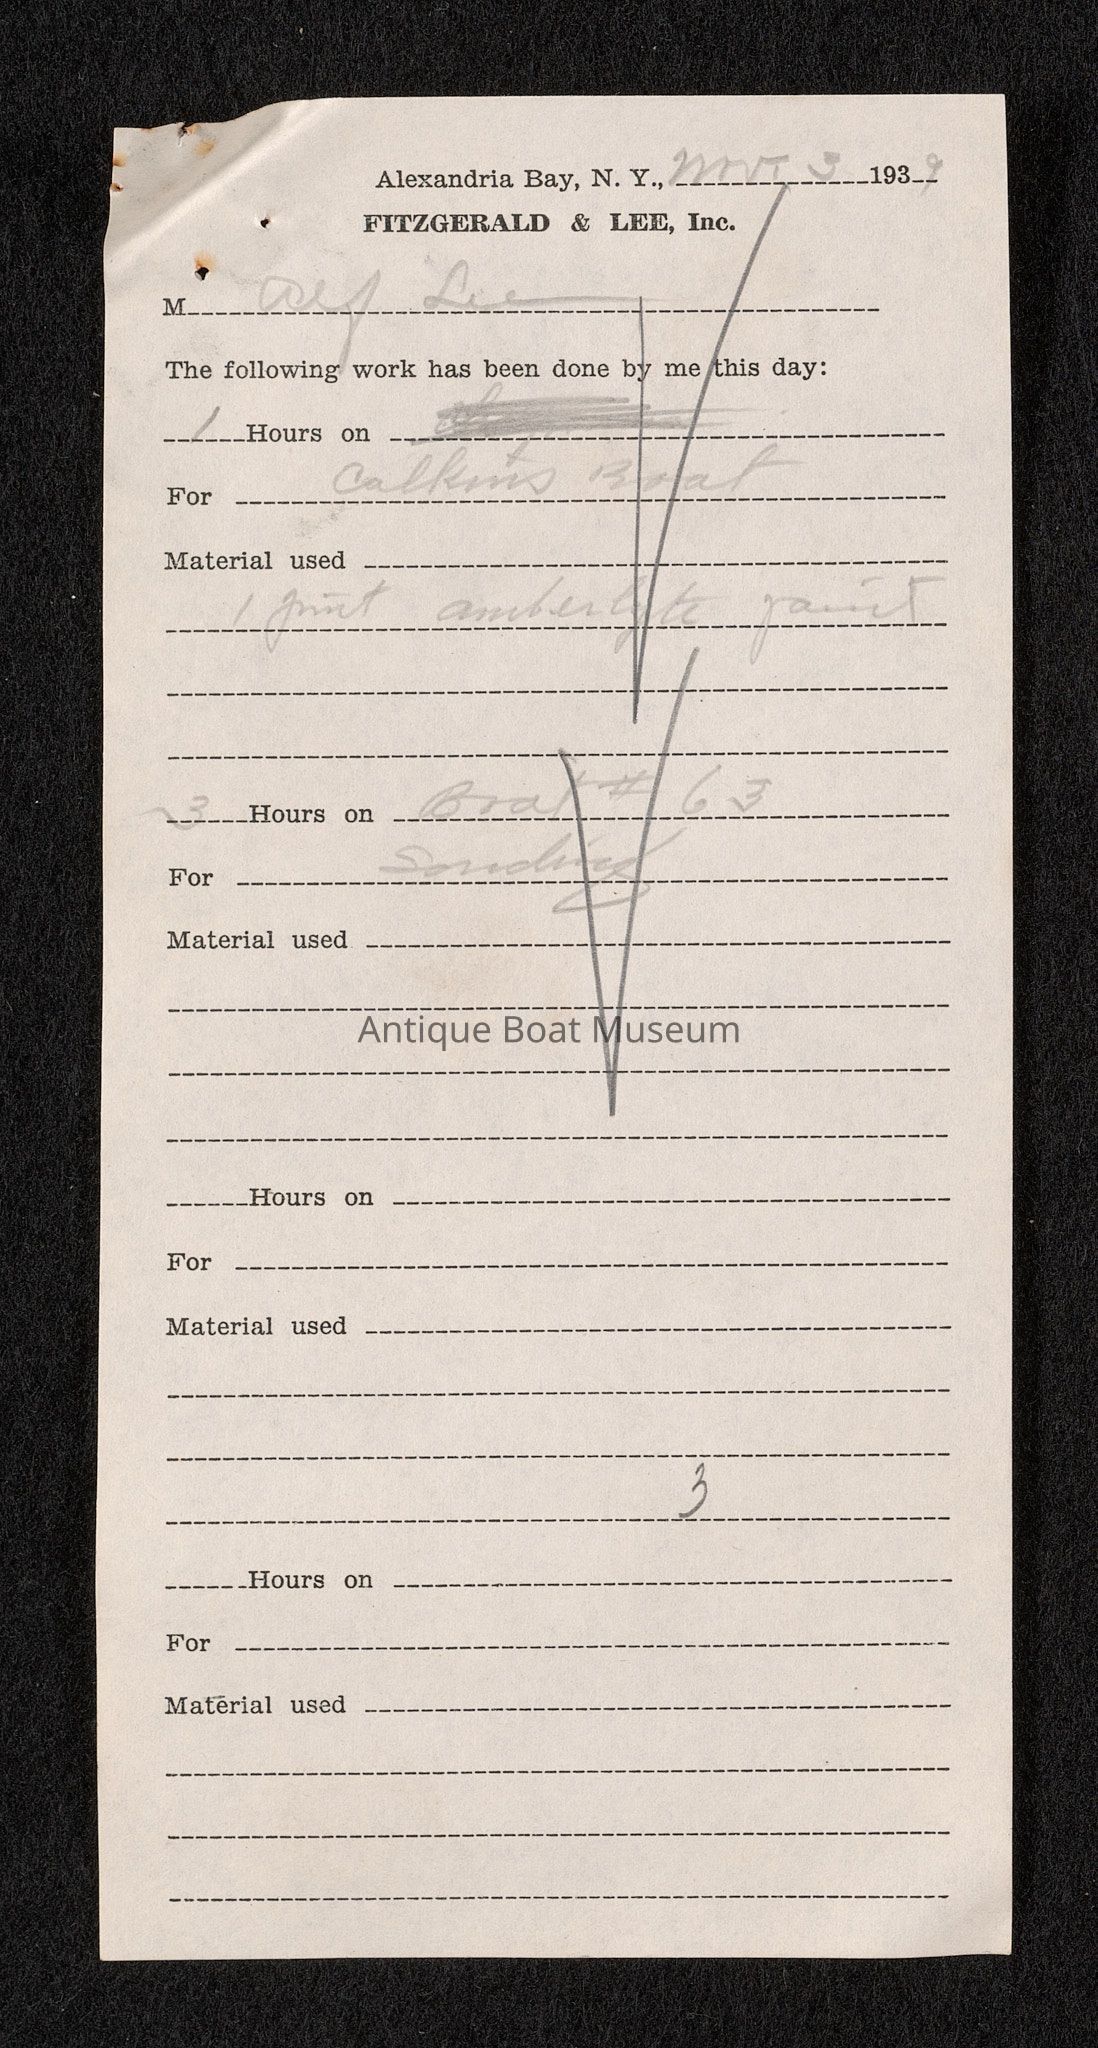 Alexandria Bay, N. Y., Nov. 3 1939
FITZGERALD & LEE, Inc.
M Alf Lee
The following work has been done by me this day:
1 Hours on
For Calkins Boat
Material used
1 pint amberlyte paint
3 Hours on Boat # 63
For Sanding
Material used
Antique Boat Museum
Hours on
For
Material used
3
Hours on
For
Material used